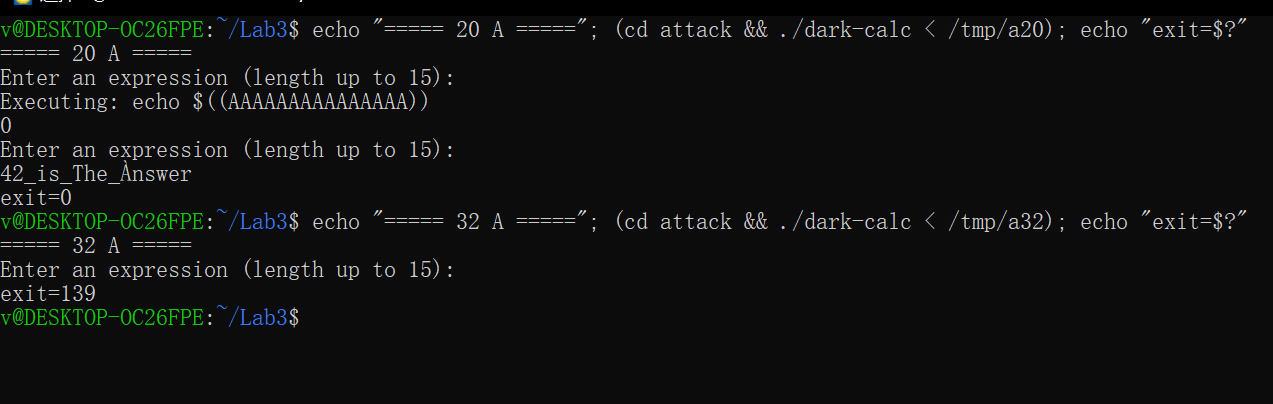 v@DESKTOP-OC26FPE:~/Lab3$ echo "===== 20 A ====="; (cd attack && ./dark-calc < /tmp/a20); echo "exit=$?"
===== 20 A =====
Enter an expression (length up to 15):
Executing: echo $((AAAAAAAAAAAAAAA))
0
Enter an expression (length up to 15):
42_is_The_Answer
exit=0
v@DESKTOP-OC26FPE:~/Lab3$ echo "===== 32 A ====="; (cd attack && ./dark-calc < /tmp/a32); echo "exit=$?"
===== 32 A =====
Enter an expression (length up to 15):
exit=139
v@DESKTOP-OC26FPE:~/Lab3$